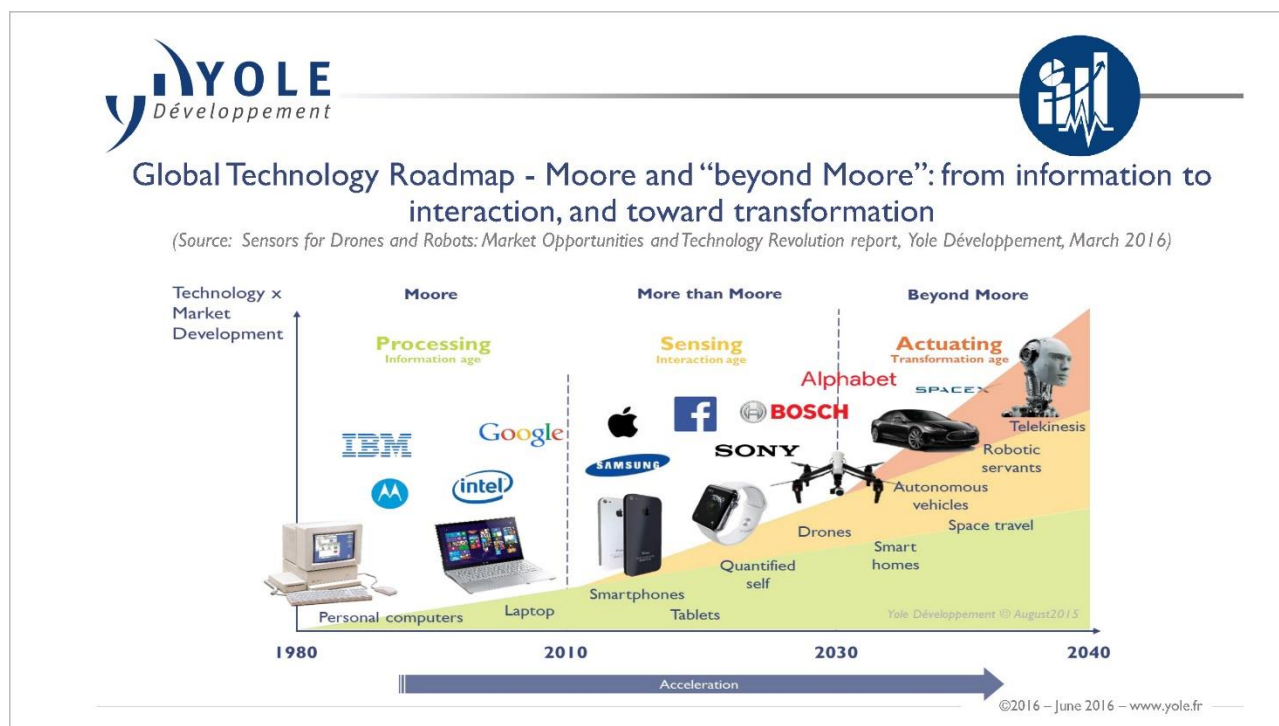 YOLE
Développement
Global Technology Roadmap - Moore and “beyond Moore”: from information to
interaction, and toward transformation
(Source: Sensors for Drones and Robots: Market Opportunities and Technology Revolution report, Yole Développement, March 2016)
Technology x
Market
Development
Moore
More than Moore
Beyond Moore
Processing
Information age
Sensing
Interaction age
Actuating
Transformation age
Alphabet
SPACEX
BOSCH
Google
IBM
SONY
SAMSUNG
intel
Telekinesis
Robotic
servants
Autonomous
vehicles
Space travel
Drones
Smart
homes
Quantified
self
Smartphones
Tablets
Laptop
Personal computers
Yole Développement © August2015
1980
2010
2030
2040
Acceleration
©2016 – June 2016 – www.yole.fr